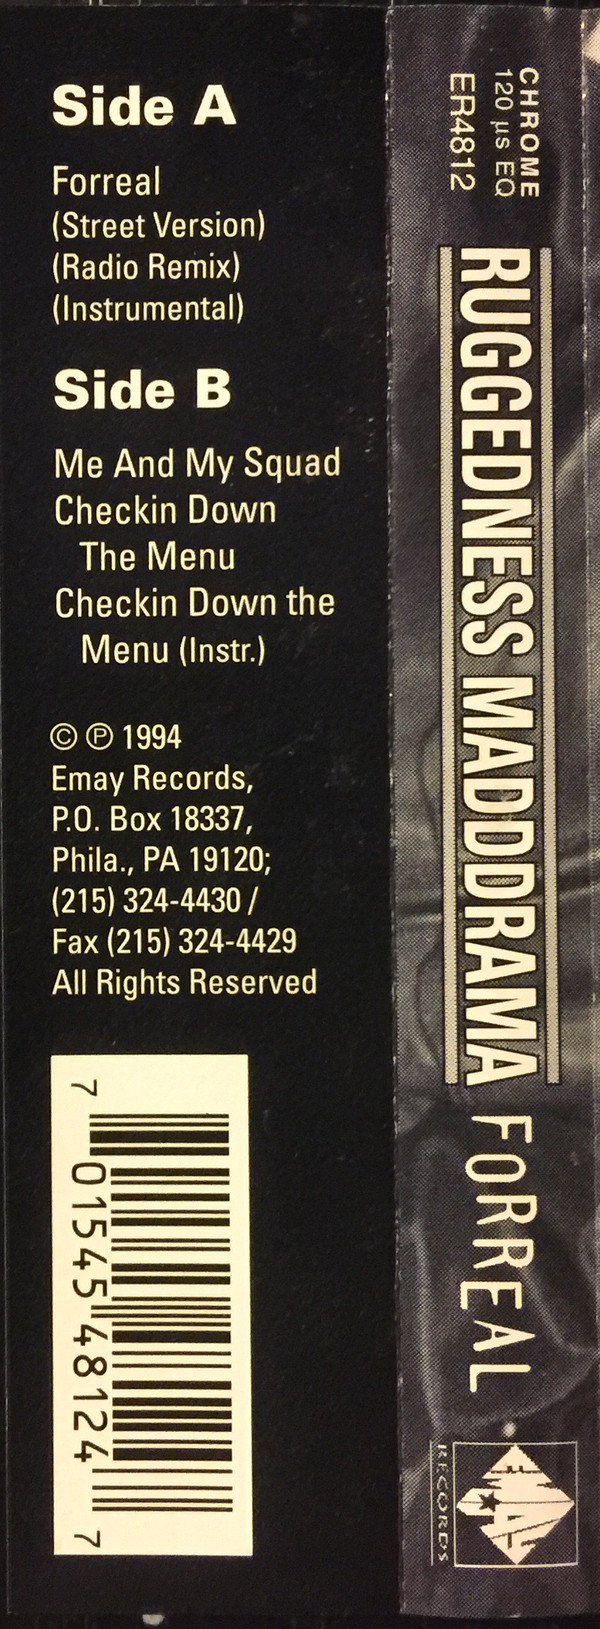 Side A
Forreal
(Street Version)
(Radio Remix)
(Instrumental)
Side B
Me And My Squad
Checkin Down
The Menu
Checkin Down the
Menu (Instr.)
© ℗ 1994
Emay Records,
P.O. Box 18337,
Phila., PA 19120;
(215) 324-4430 /
Fax (215) 324-4429
All Rights Reserved
7 01545 48124 7
CHROME
120 µs EQ
ER4812
RUGGEDNESS MADDDRAMA FORREAL
EMAY
RECORDS